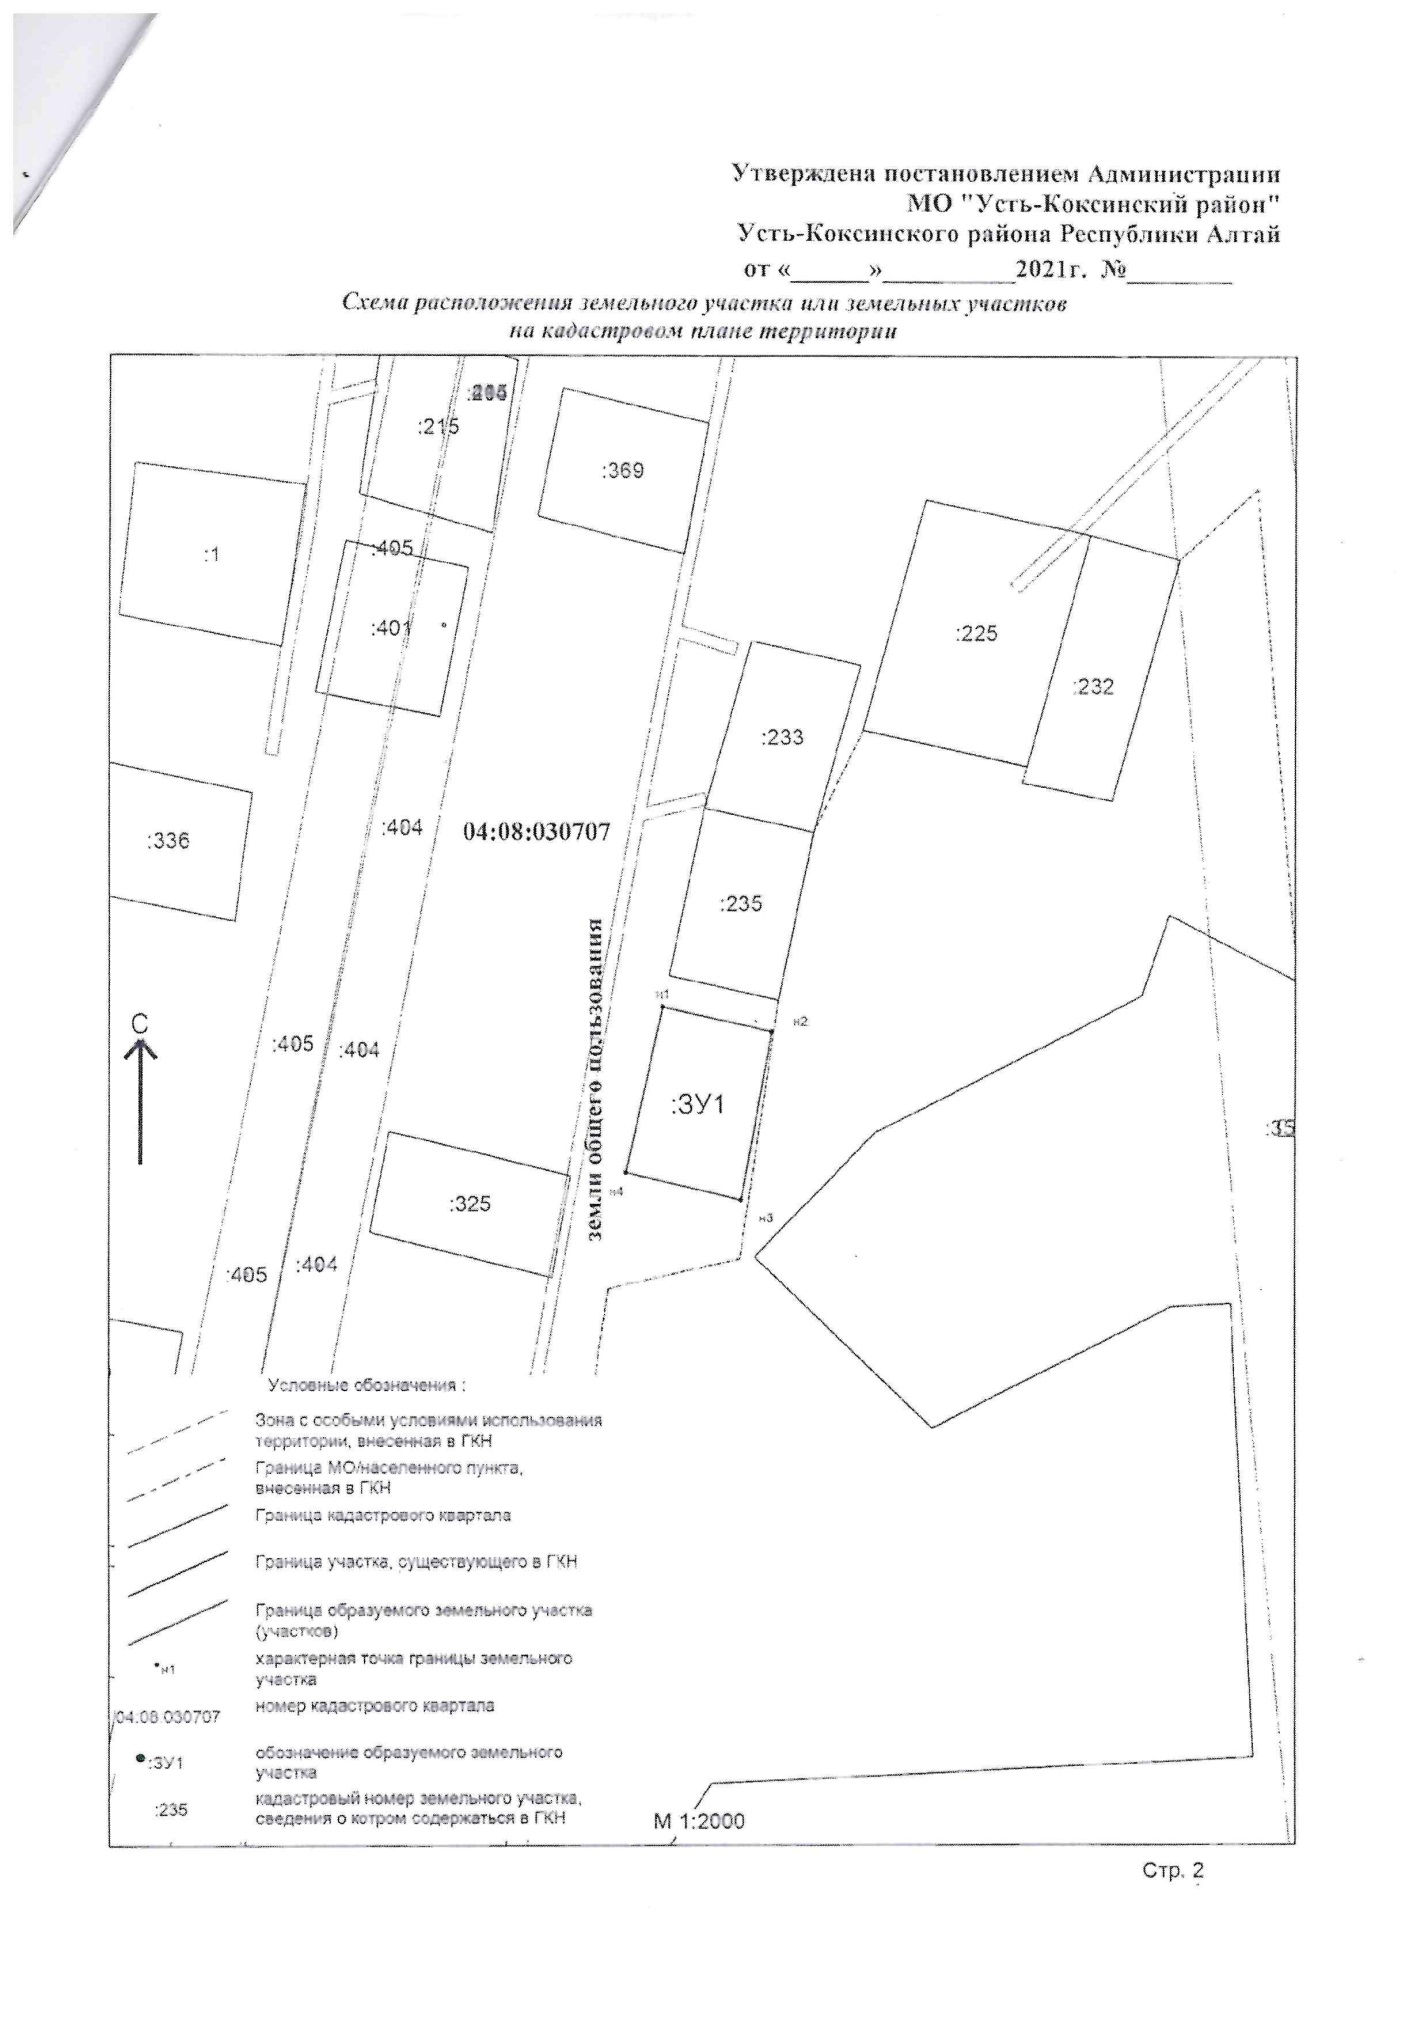 Утверждена постановлением Администрации
МО "Усть-Коксинский район"
Усть-Коксинского района Республики Алтай
от «______»__________2021г. №________
Схема расположения земельного участка или земельных участков
на кадастровом плане территории
:215
:369
:1
:405
:401
:225
:232
:233
:404
04:08:030707
:336
:235
земли общего пользования
н1
н2
С
:405
:404
:ЗУ1
н4
:325
н3
:404
:405
Условные обозначения :
Зона с особыми условиями использования
территории, внесенная в ГКН
Граница МО/населенного пункта,
внесенная в ГКН
Граница кадастрового квартала
Граница участка, существующего в ГКН
Граница образуемого земельного участка
(участков)
н1
характерная точка границы земельного
участка
04:08:030707
номер кадастрового квартала
:ЗУ1
обозначение образуемого земельного
участка
:235
кадастровый номер земельного участка,
сведения о котром содержаться в ГКН
М 1:2000
Стр. 2